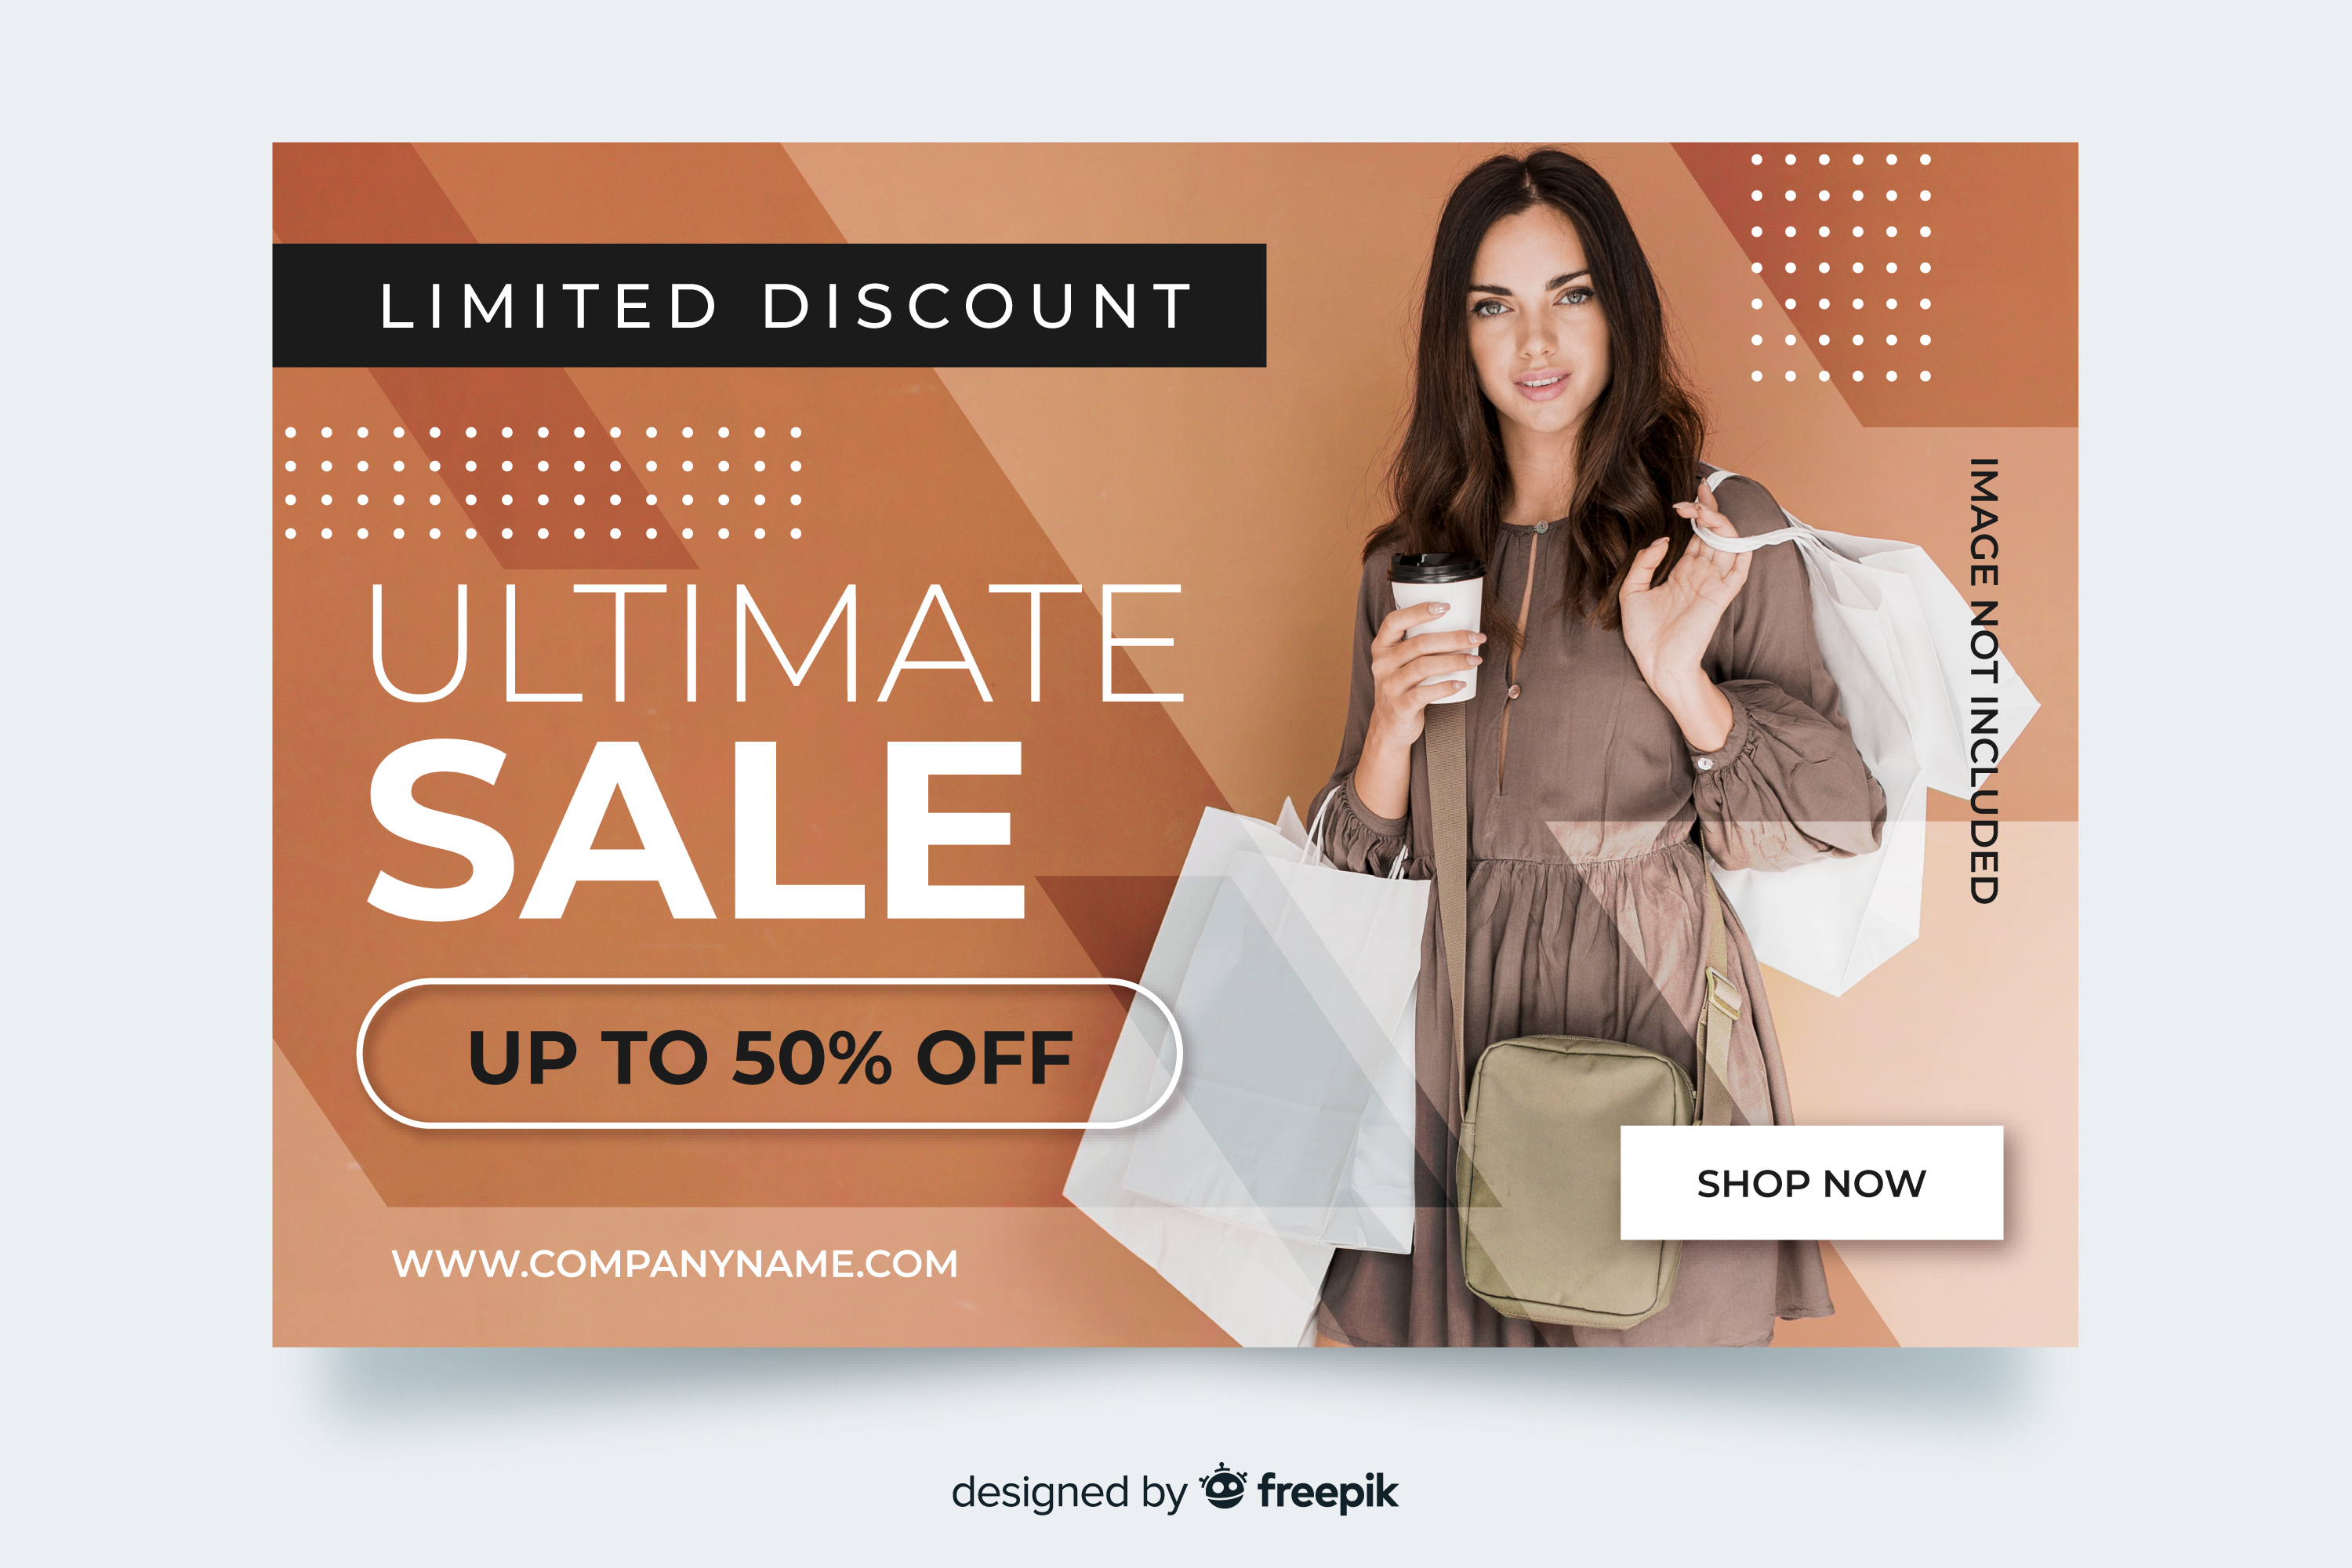 LIMITED DISCOUNT
ULTIMATE
SALE
UP TO 50% OFF
WWW.COMPANYNAME.COM
IMAGE NOT INCLUDED
SHOP NOW
designed by freepik